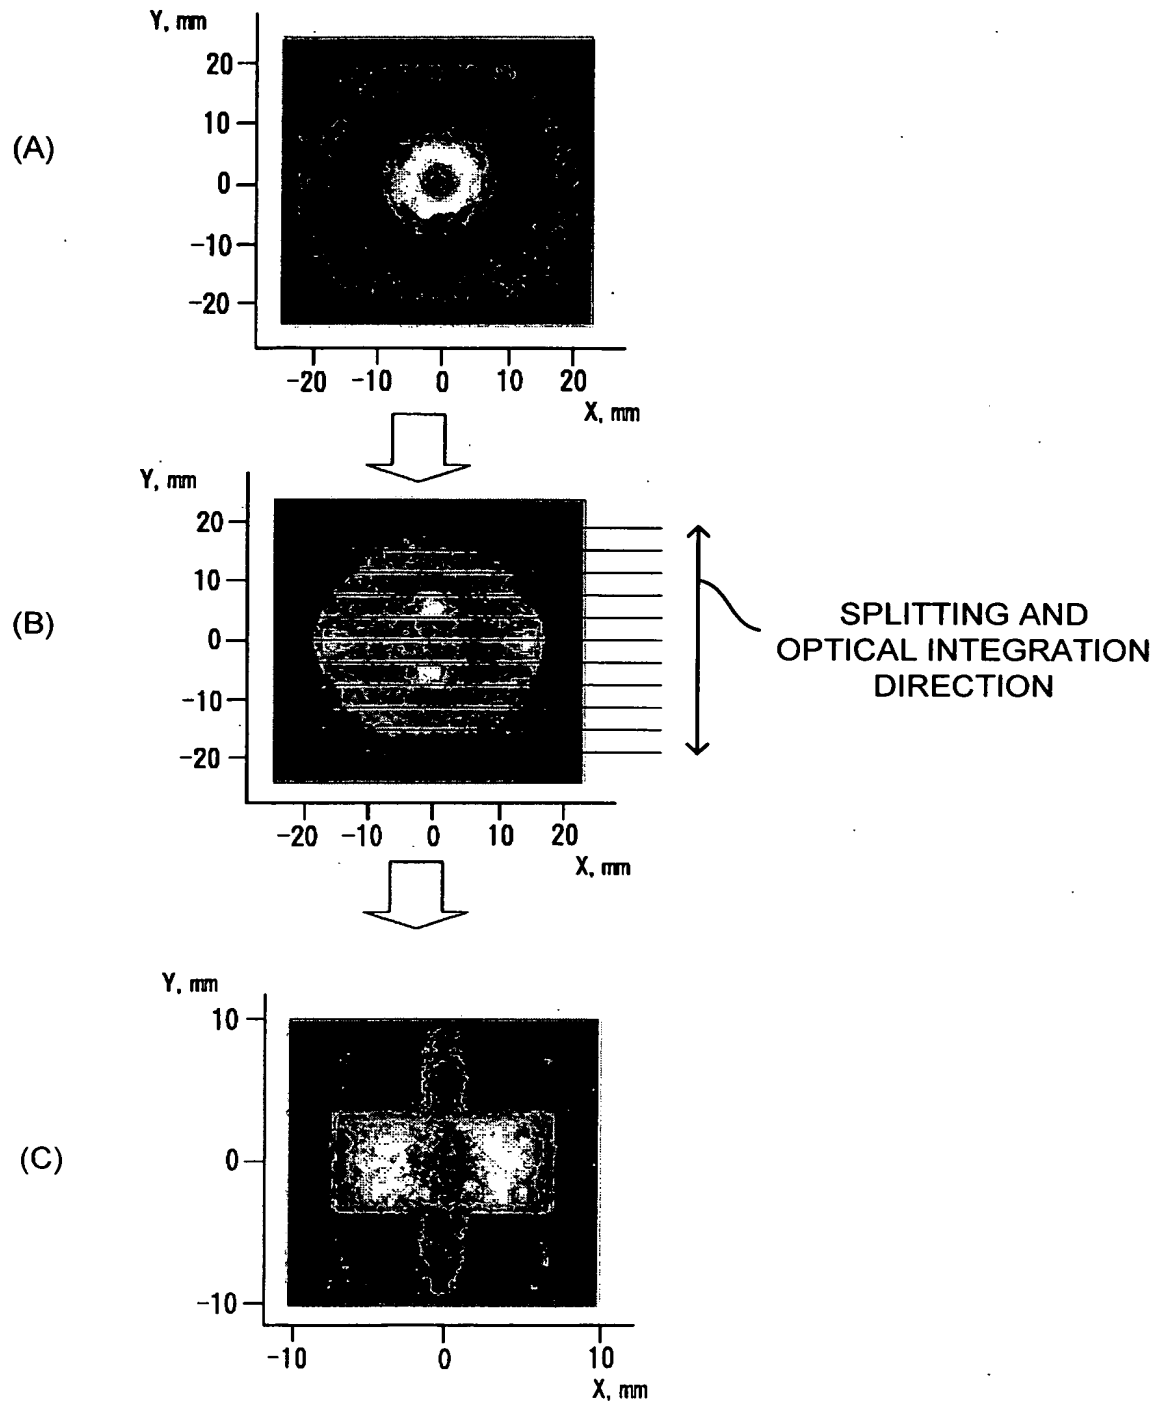 Y, mm
20
10
0
-10
-20
(A)
-20 -10 0 10 20
X, mm
Y, mm
20
10
0
-10
-20
(B)
SPLITTING AND
OPTICAL INTEGRATION
DIRECTION
-20 -10 0 10 20
X, mm
Y, mm
10
0
-10
(C)
-10 0 10
X, mm